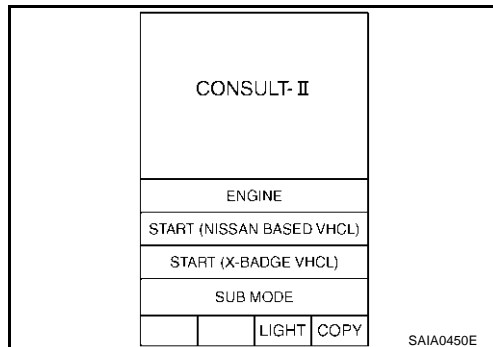 CONSULT-II
ENGINE
START (NISSAN BASED VHCL)
START (X-BADGE VHCL)
SUB MODE
LIGHT COPY
SAIA0450E